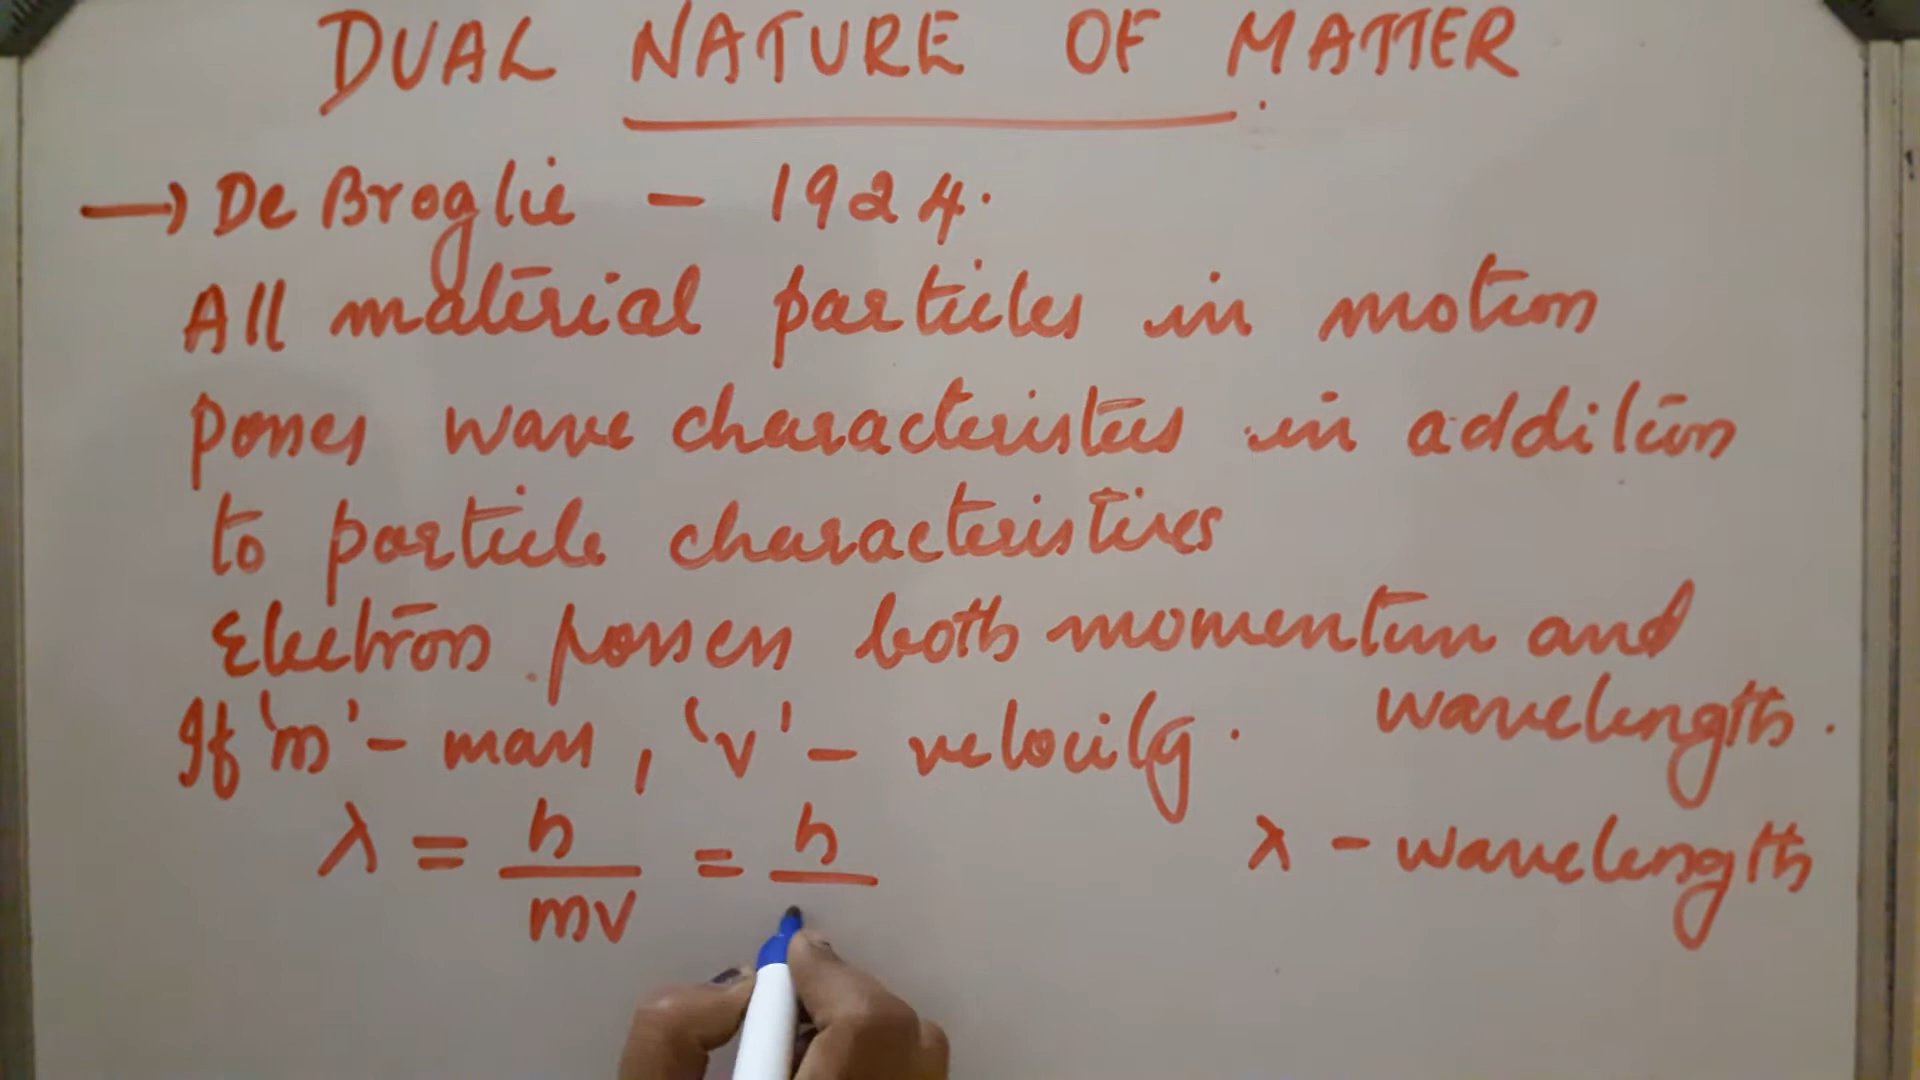 DUAL NATURE OF MATTER
→ De Broglie - 1924.
All material particles in motion
posses wave characteristics in addition
to particle characteristics
Electron possess both momentum and
wavelength.
If 'm' - mass, 'v' - velocity.
λ = h/mv = h/
λ - wavelength